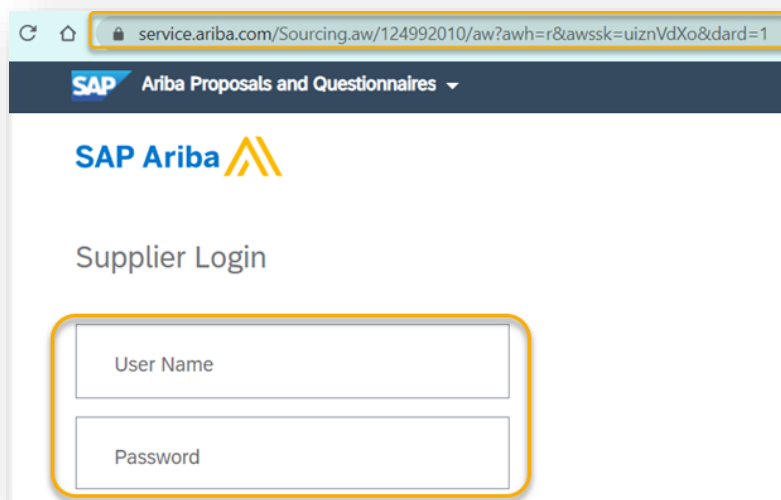 service.ariba.com/Sourcing.aw/124992010/aw?awh=r&awssk=uiznVdXo&dard=1
SAP Ariba Proposals and Questionnaires
SAP Ariba
Supplier Login
User Name
Password